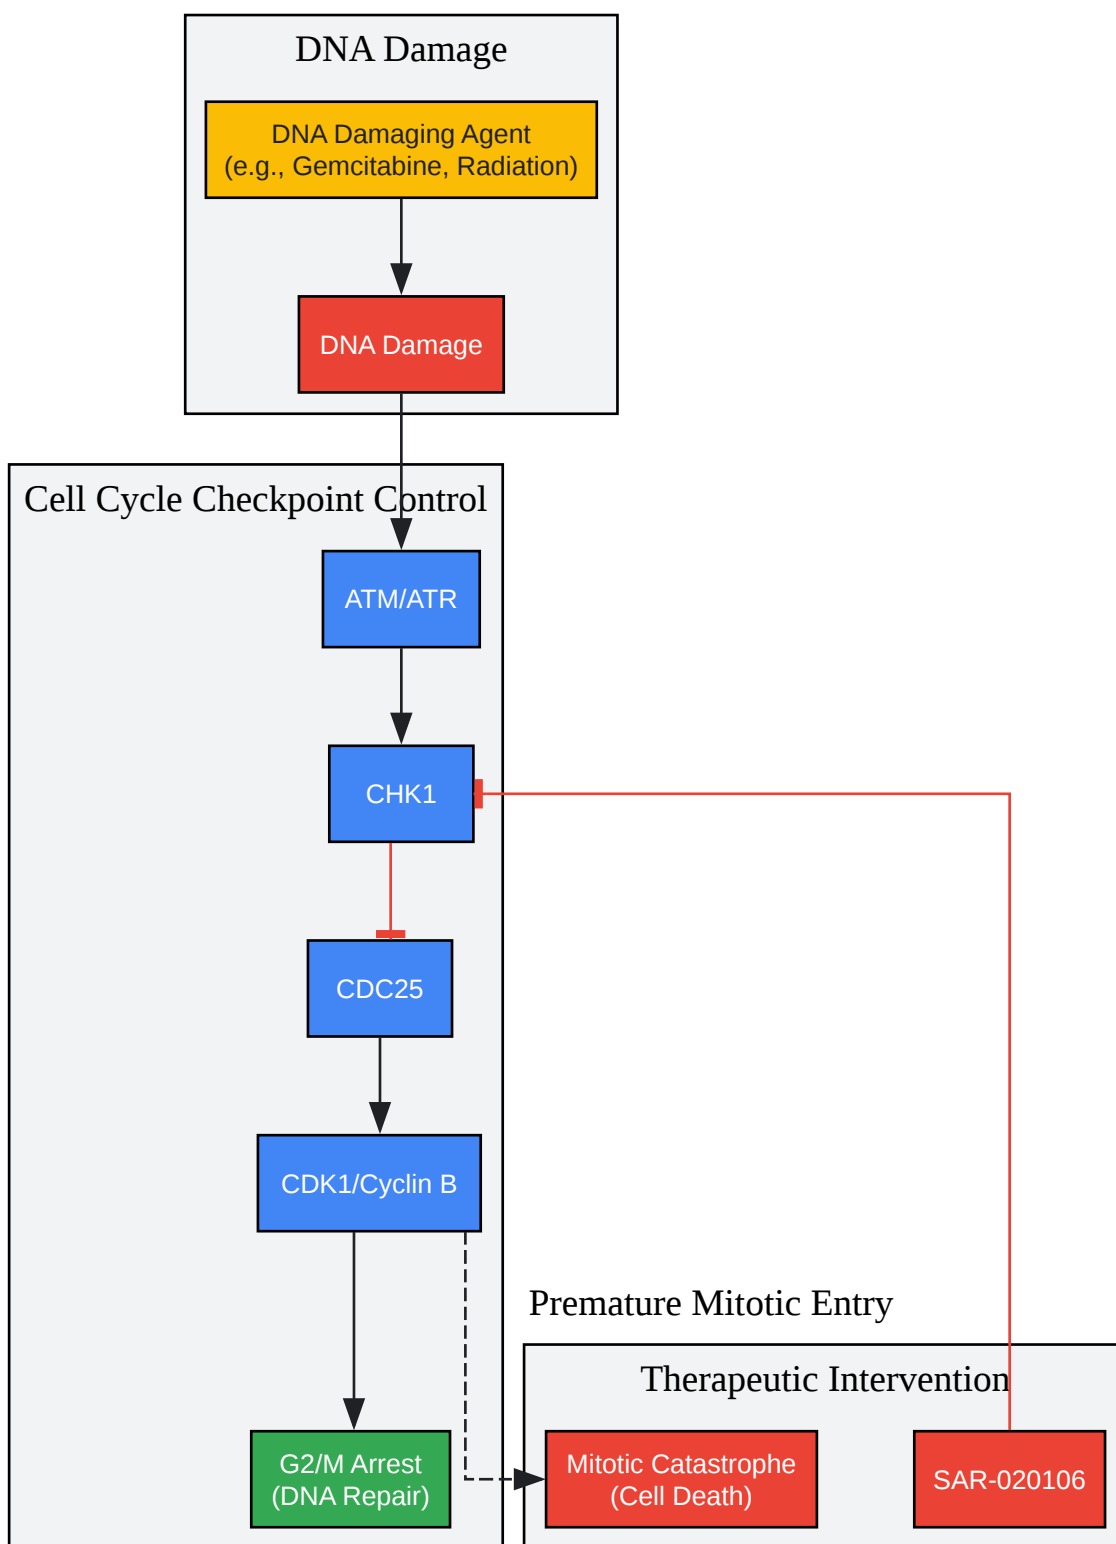 DNA Damage
DNA Damaging Agent
(e.g., Gemcitabine, Radiation)
DNA Damage
Cell Cycle Checkpoint Control
ATM/ATR
CHK1
CDC25
CDK1/Cyclin B
Premature Mitotic Entry
Therapeutic Intervention
G2/M Arrest
(DNA Repair)
Mitotic Catastrophe
(Cell Death)
SAR-020106